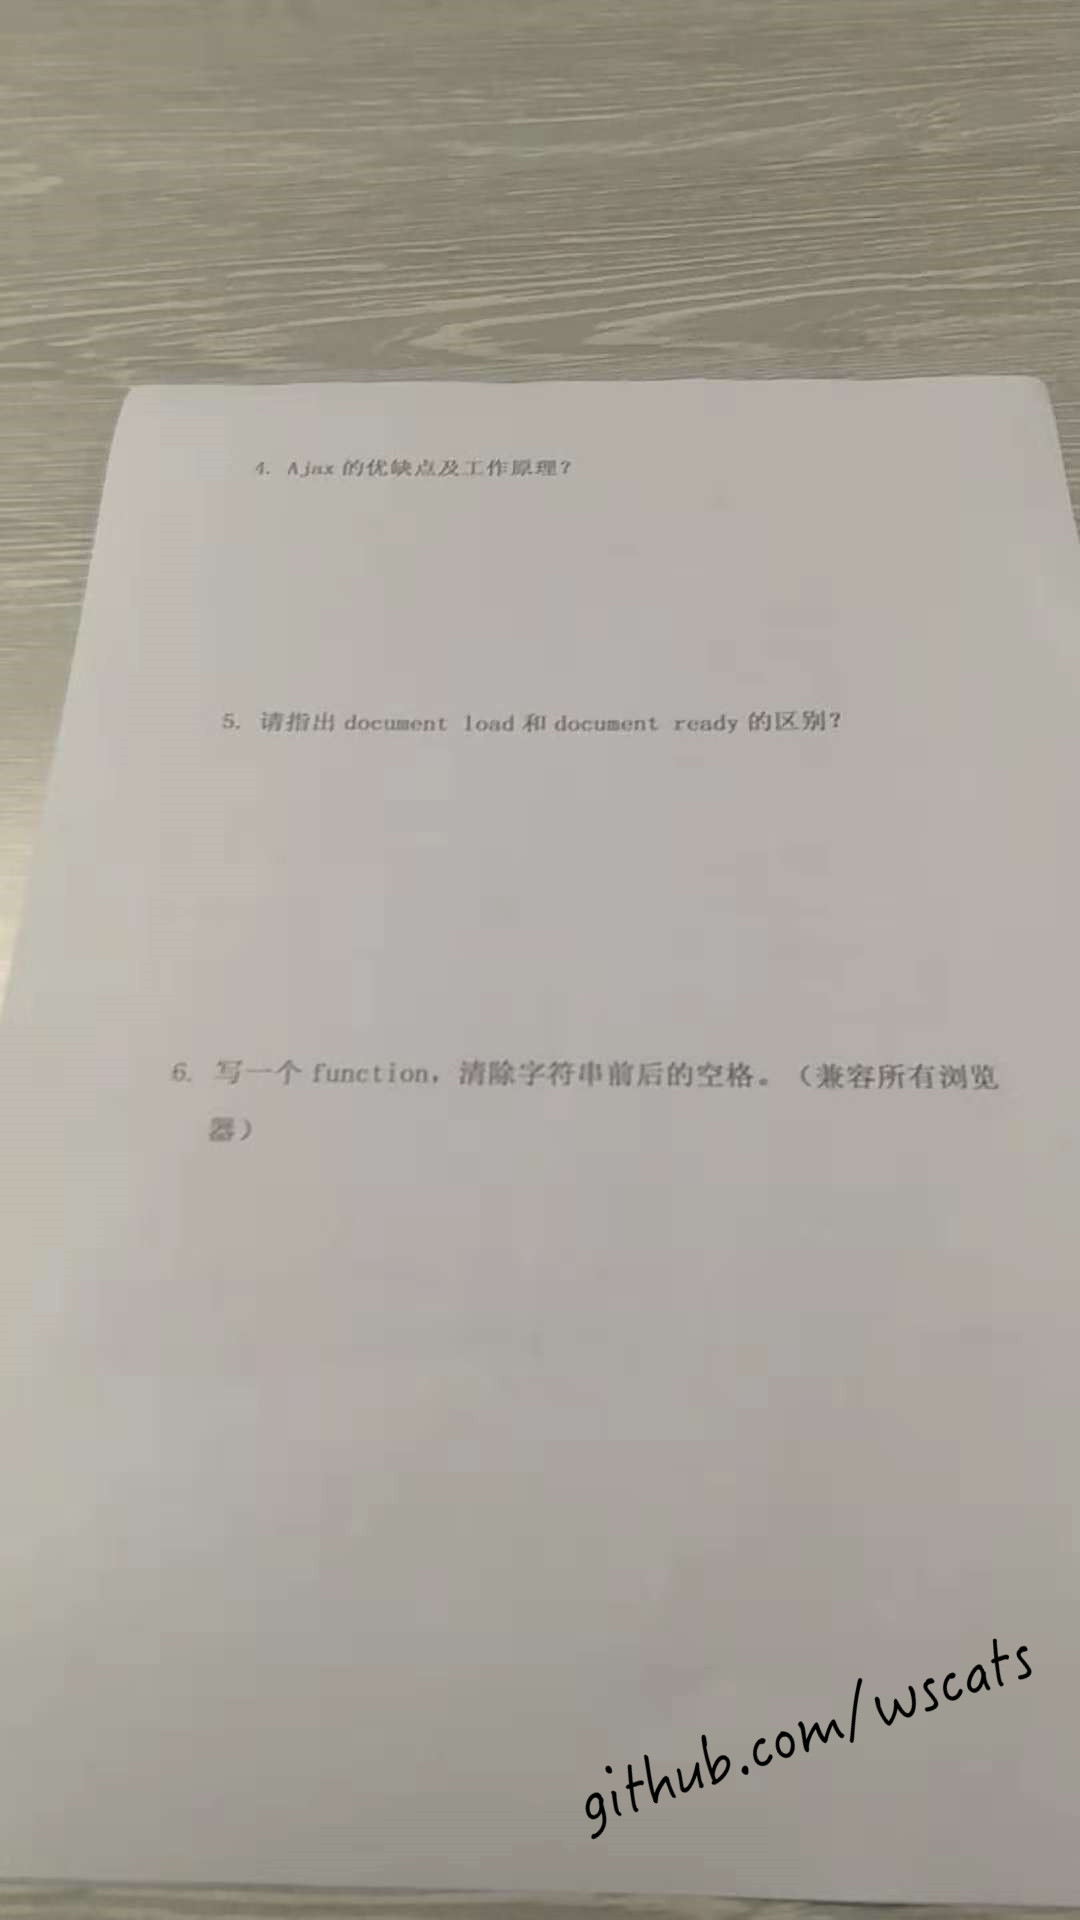 4. Ajax 的优缺点及工作原理?
5. 请指出 document load 和 document ready 的区别?
6. 写一个 function，清除字符串前后的空格。（兼容所有浏览
器）
github.com/wscats